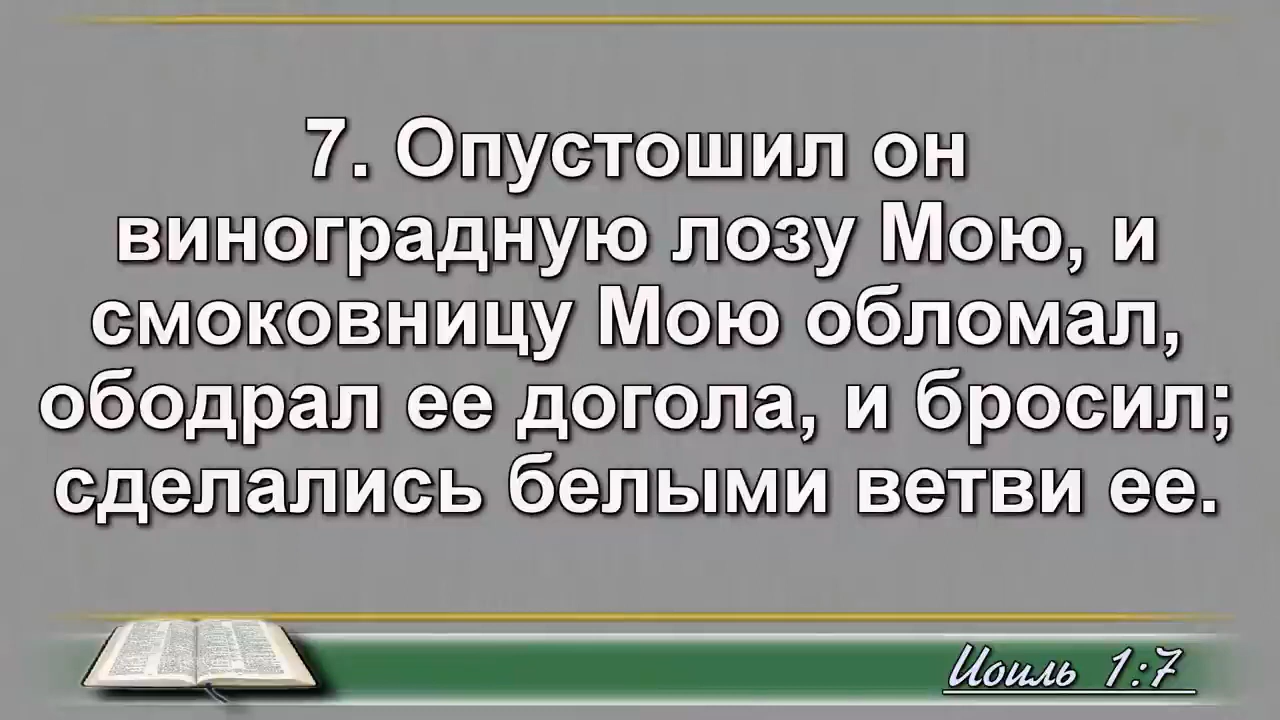 7. Опустошил он
виноградную лозу Мою, и
смоковницу Мою обломал,
ободрал ее догола, и бросил;
сделались белыми ветви ее.
Иоиль 1:7